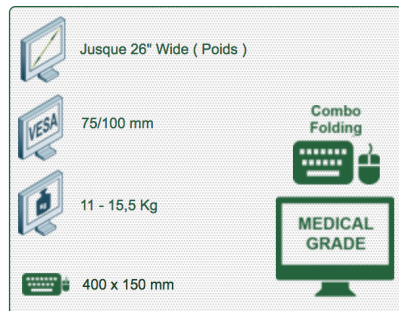 Jusque 26" Wide ( Poids )
VESA
75/100 mm
Combo
Folding
KG
11 - 15,5 Kg
MEDICAL
GRADE
400 x 150 mm